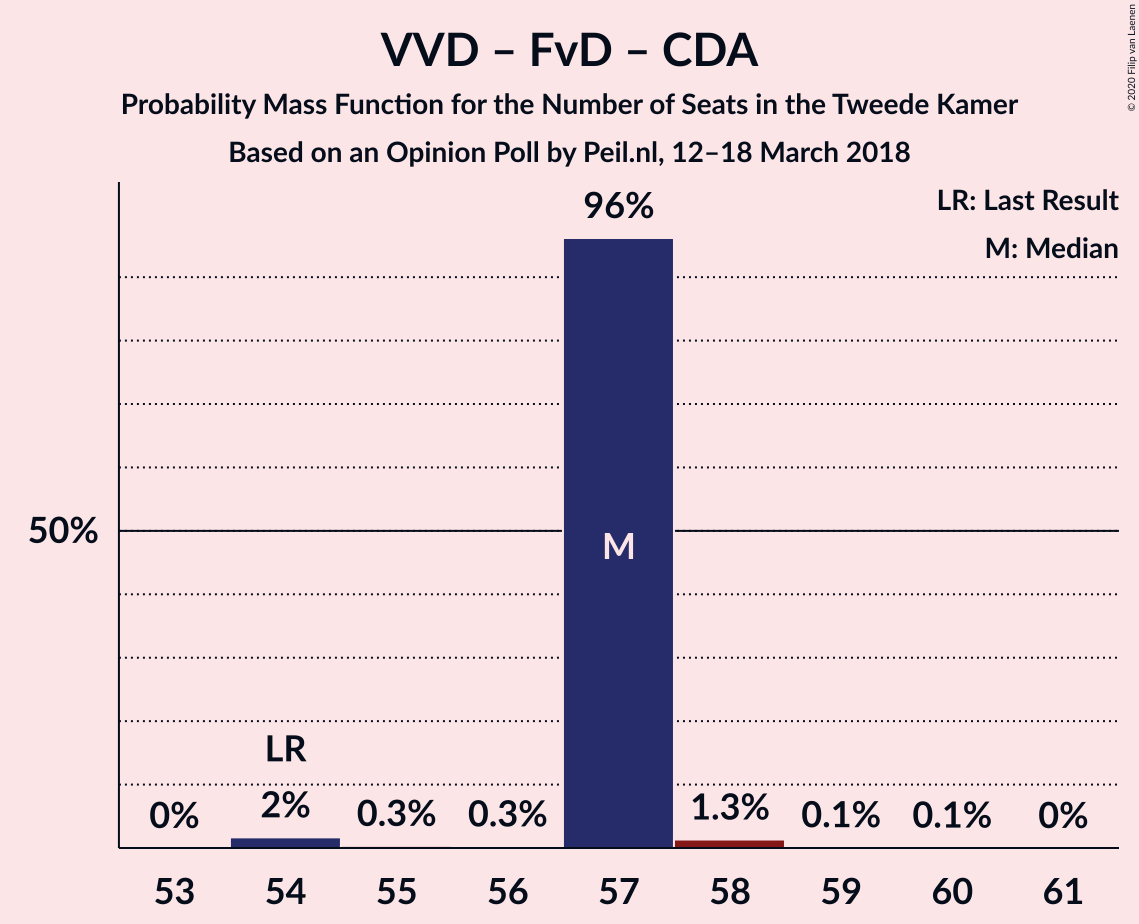 VVD – FvD – CDA
Probability Mass Function for the Number of Seats in the Tweede Kamer
Based on an Opinion Poll by Peil.nl, 12–18 March 2018
© 2020 Filip van Laenen
LR: Last Result
M: Median
96%
50%
M
LR
0% 2% 0.3% 0.3% 1.3% 0.1% 0.1% 0%
53 54 55 56 57 58 59 60 61